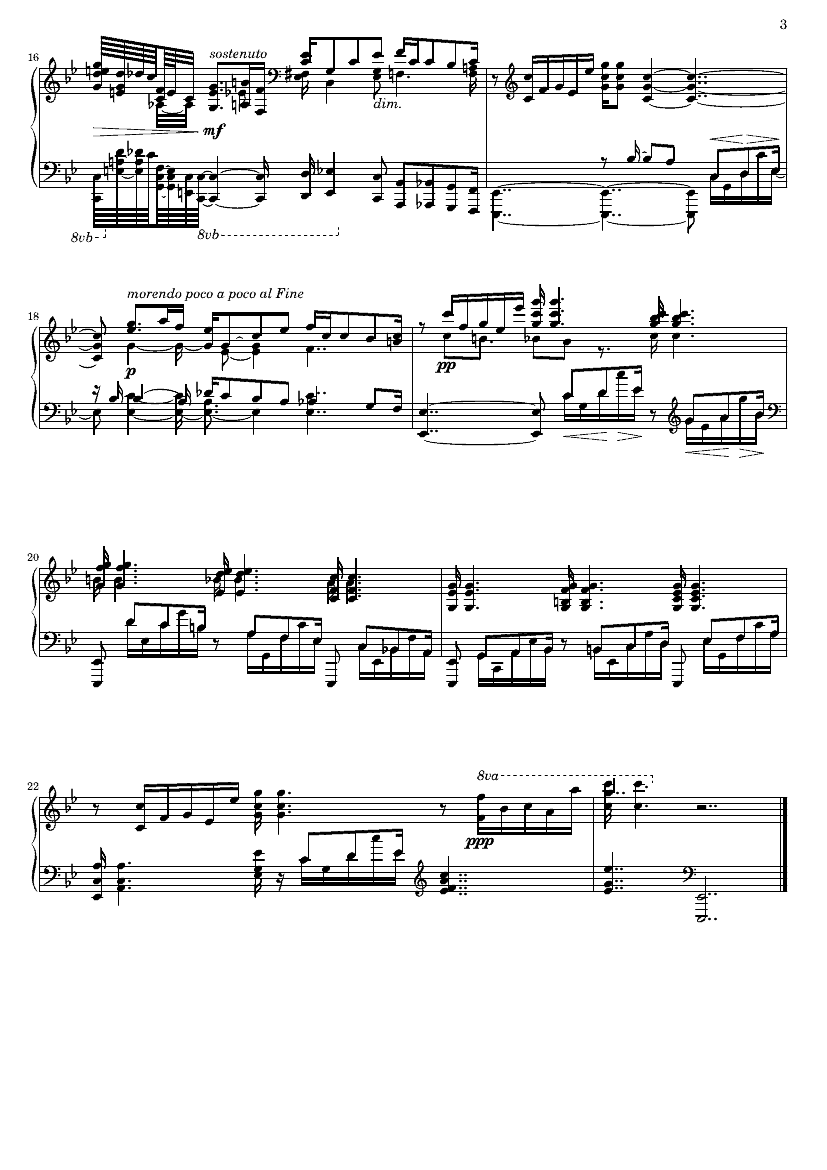 3
16
sostenuto
mf
dim.
8vb
8vb
18
morendo poco a poco al Fine
p
pp
20
22
8va
ppp